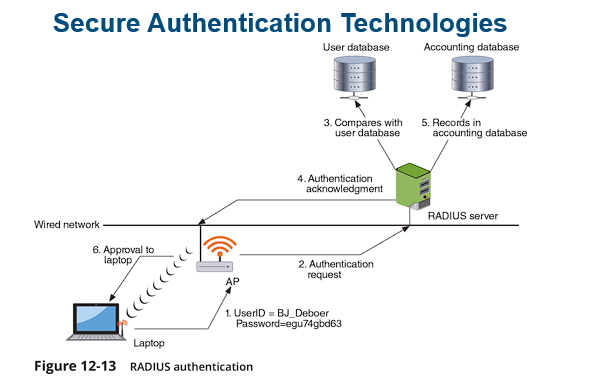 Secure Authentication Technologies
User database
Accounting database
3. Compares with
user database
5. Records in
accounting database
4. Authentication
acknowledgment
RADIUS server
Wired network
6. Approval to
laptop
2. Authentication
request
AP
1. UserID = BJ_Deboer
Password=egu74gbd63
Laptop
Figure 12-13 RADIUS authentication